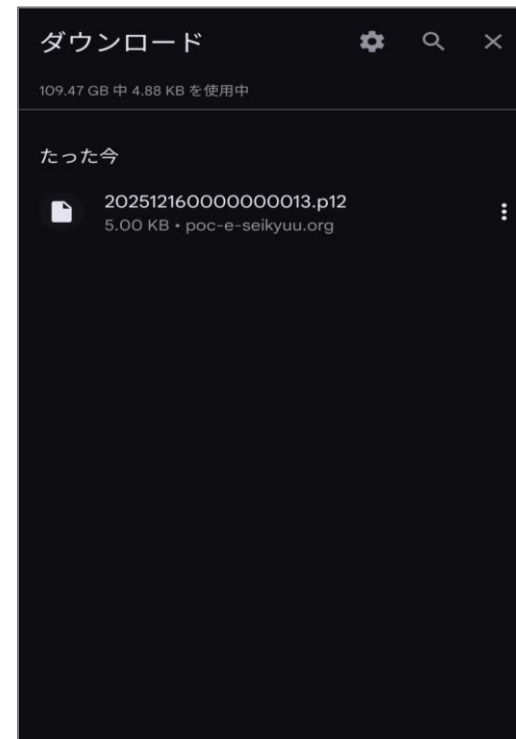 ダウンロード
109.47 GB 中 4.88 KB を使用中
たった今
202512160000000013.p12
5.00 KB • poc-e-seikyuu.org